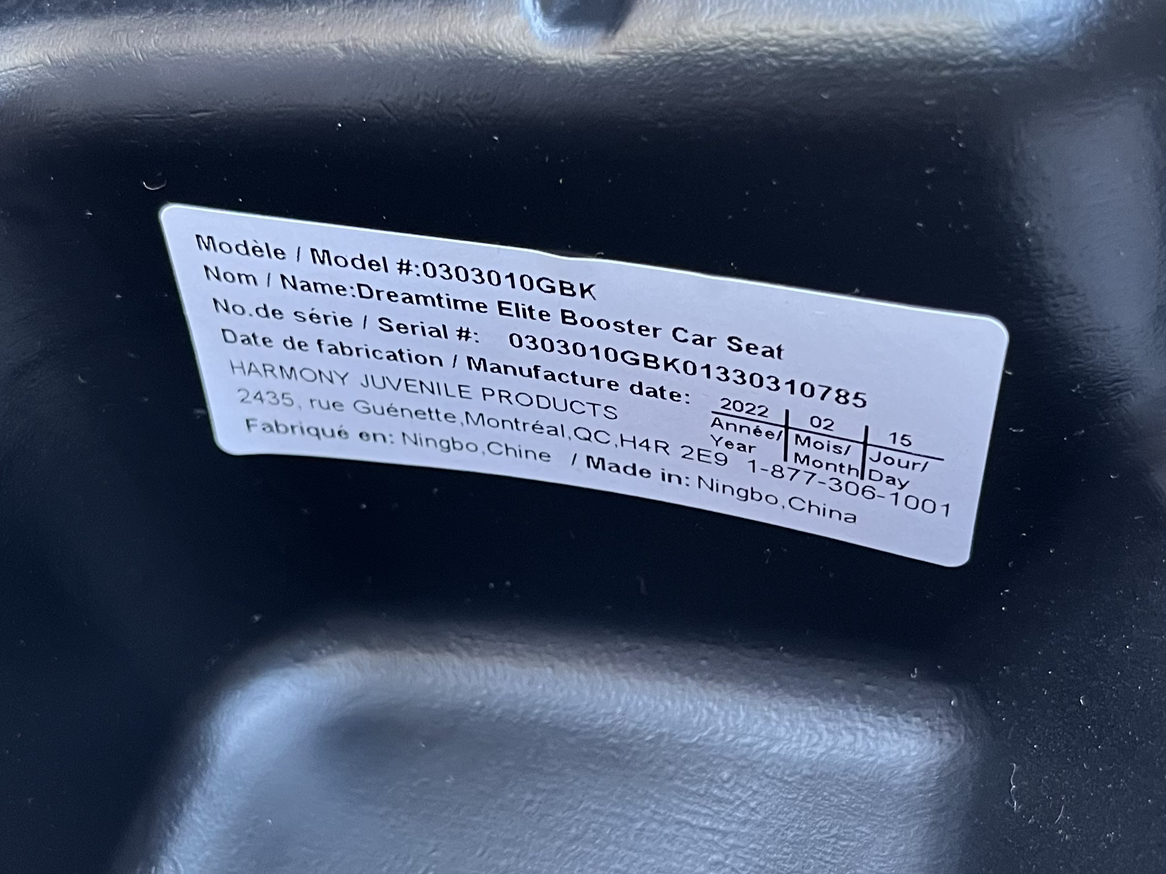 Modèle / Model #:0303010GBK
Nom / Name:Dreamtime Elite Booster Car Seat
No.de série / Serial #: 0303010GBK01330310785
Date de fabrication / Manufacture date: 2022 | 02 | 15
Année/ Mois/ Jour/
Year Month Day
HARMONY JUVENILE PRODUCTS
2435, rue Guénette,Montréal,QC,H4R 2E9 1-877-306-1001
Fabriqué en: Ningbo,Chine / Made in: Ningbo,China